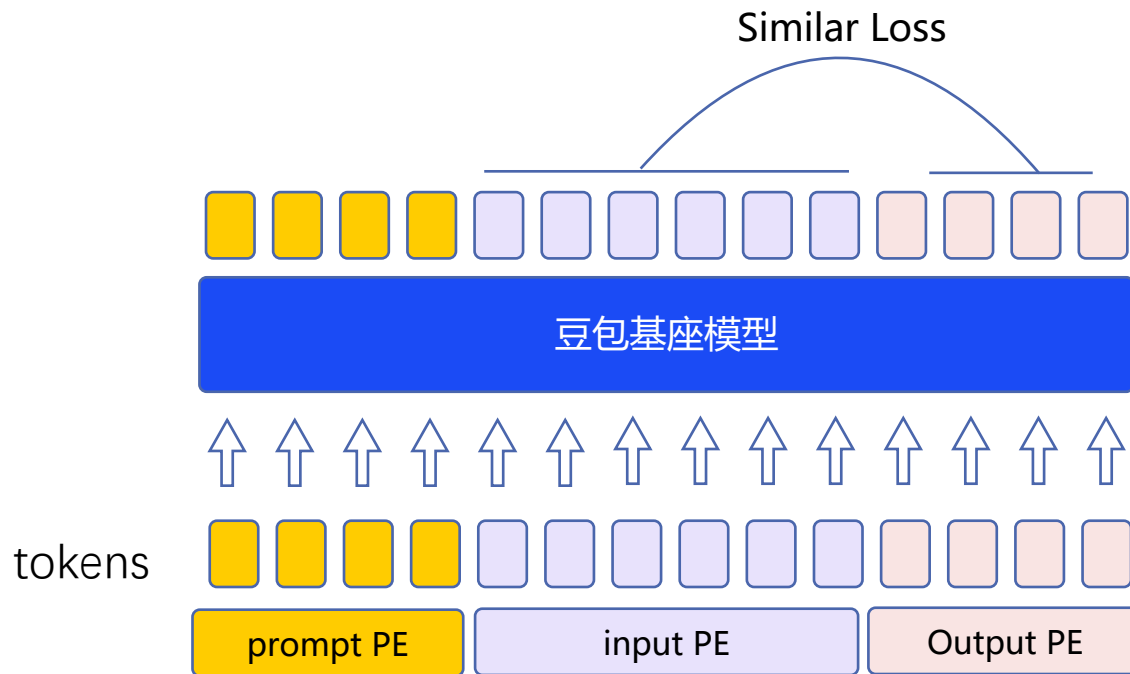 Similar Loss
豆包基座模型
tokens
prompt PE
input PE
Output PE